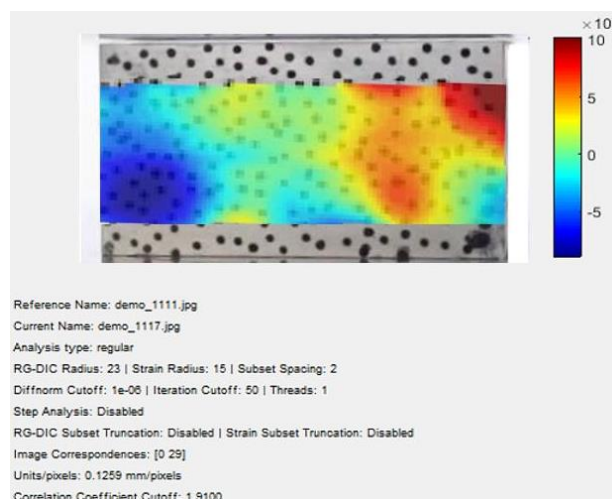 ×10
10
5
0
-5
Reference Name: demo_1111.jpg
Current Name: demo_1117.jpg
Analysis type: regular
RG-DIC Radius: 23 | Strain Radius: 15 | Subset Spacing: 2
Diffnorm Cutoff: 1e-06 | Iteration Cutoff: 50 | Threads: 1
Step Analysis: Disabled
RG-DIC Subset Truncation: Disabled | Strain Subset Truncation: Disabled
Image Correspondences: [0 29]
Units/pixels: 0.1259 mm/pixels
Correlation Coefficient Cutoff: 1.9100